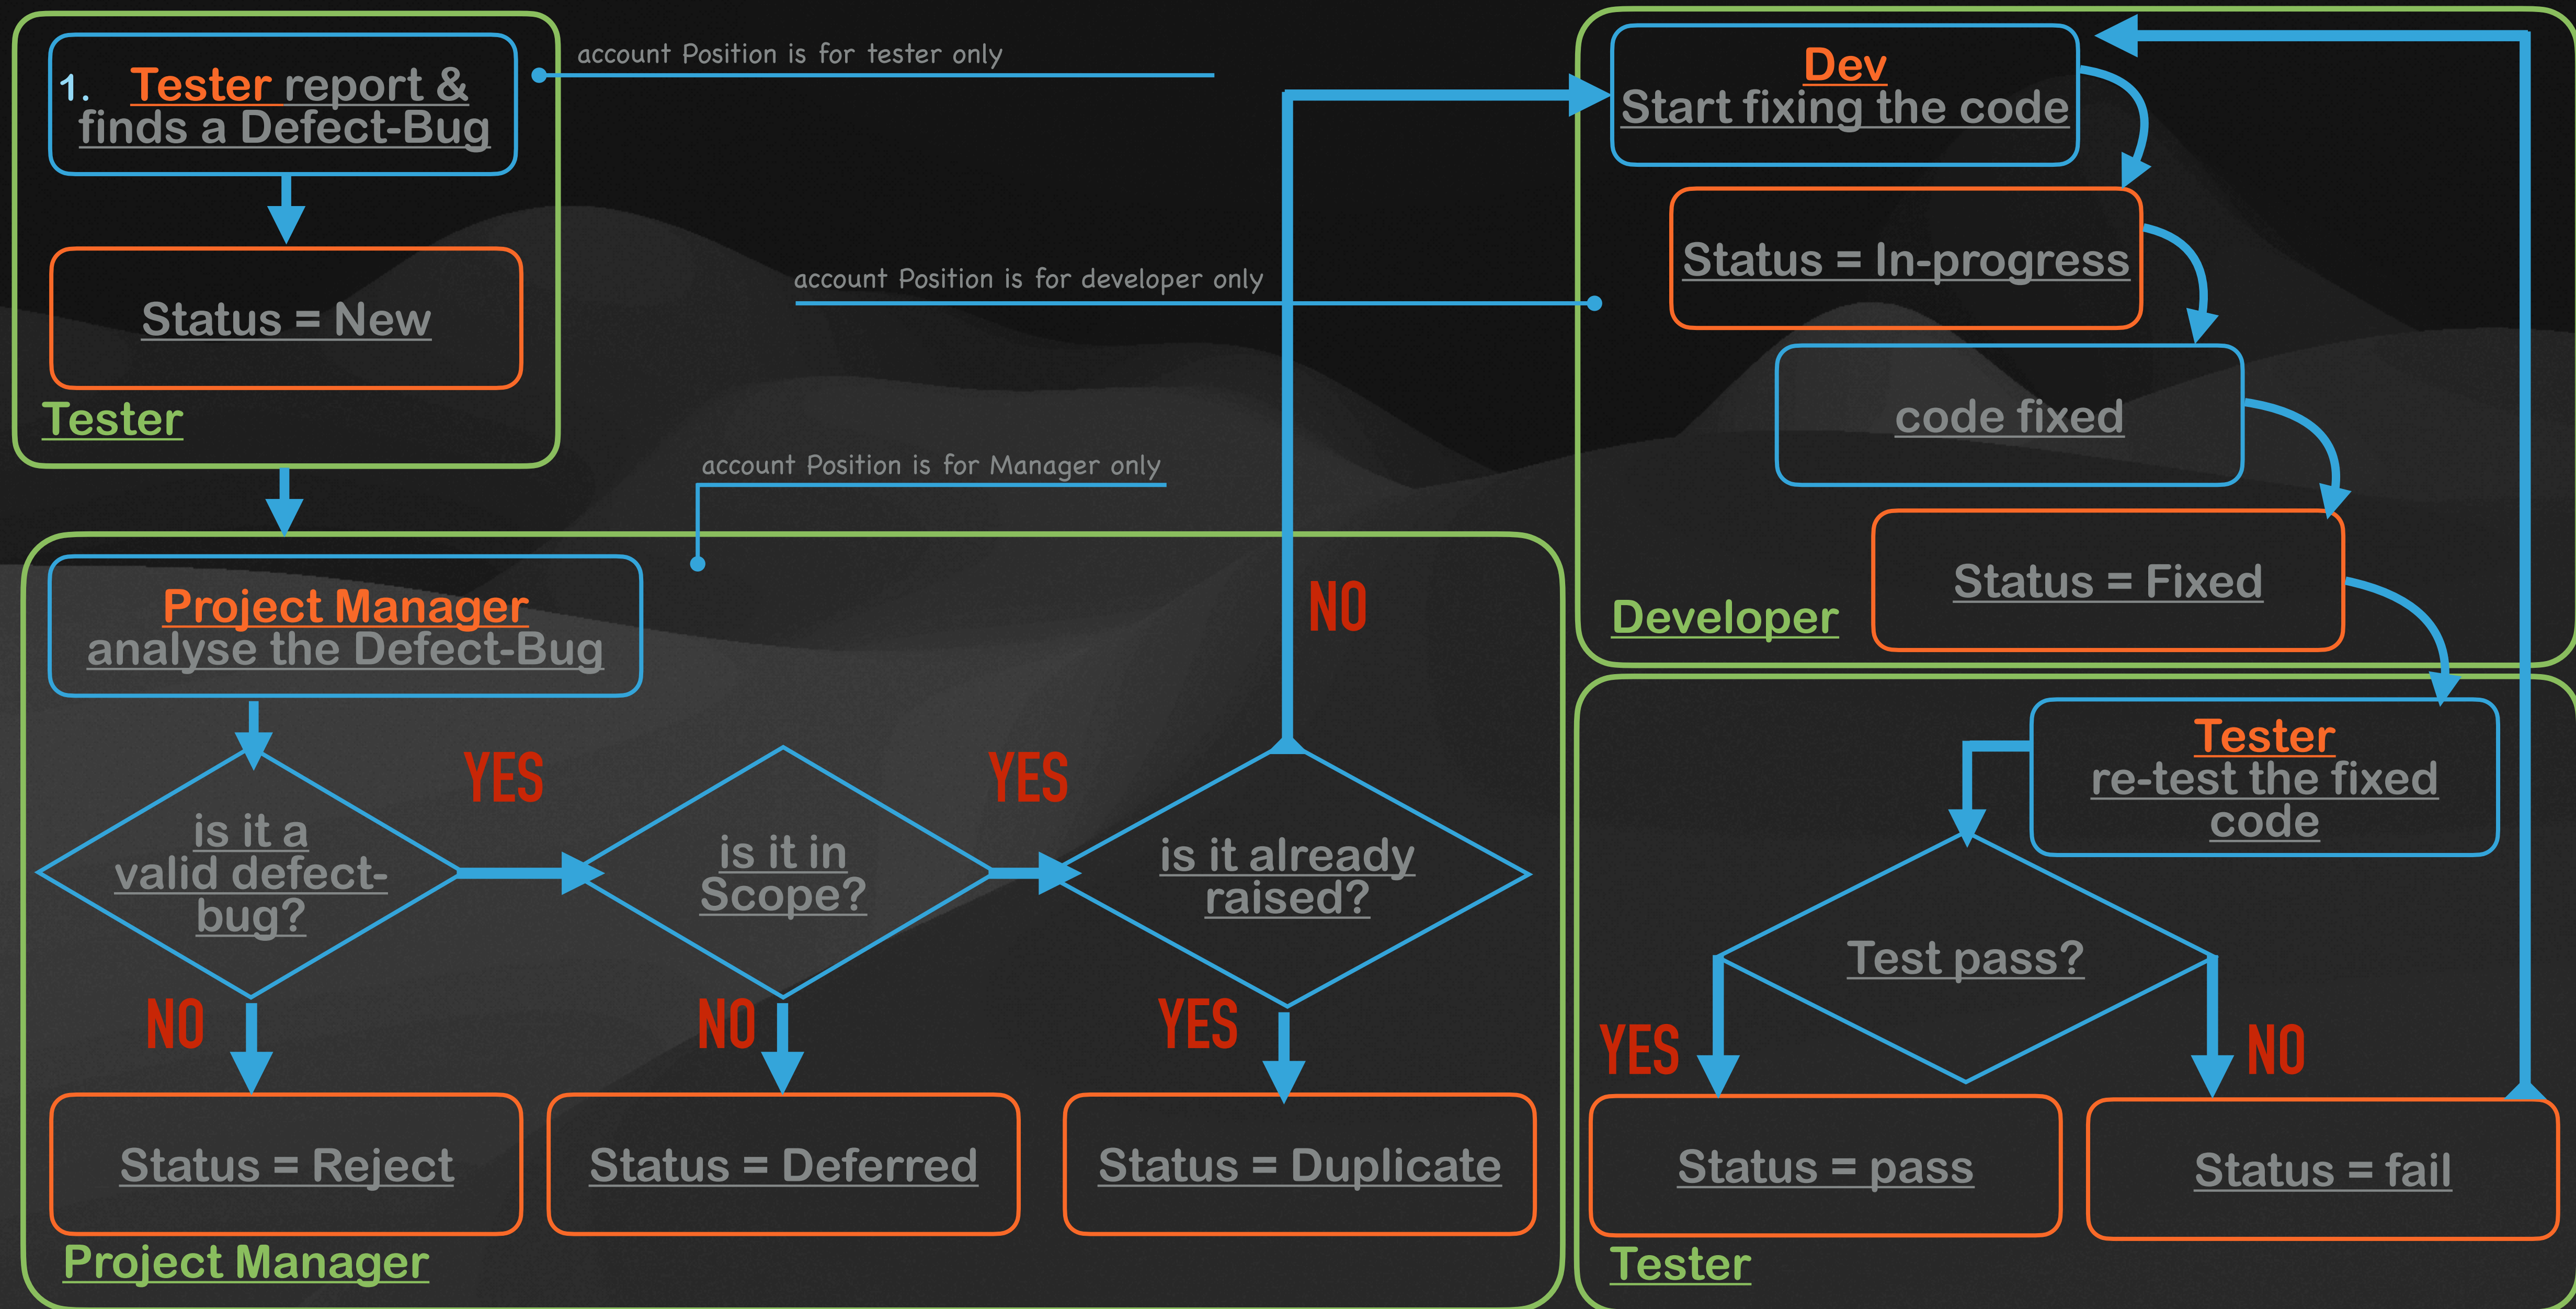 1. Tester report &
finds a Defect-Bug
Status = New
Tester
account Position is for tester only
account Position is for developer only
account Position is for Manager only
Project Manager
analyse the Defect-Bug
is it a
valid defect-
bug?
YES
is it in
Scope?
YES
is it already
raised?
NO
NO
NO
YES
Status = Reject
Status = Deferred
Status = Duplicate
Project Manager
Dev
Start fixing the code
Status = In-progress
code fixed
Status = Fixed
Developer
Tester
re-test the fixed
code
Test pass?
YES
NO
Status = pass
Status = fail
Tester